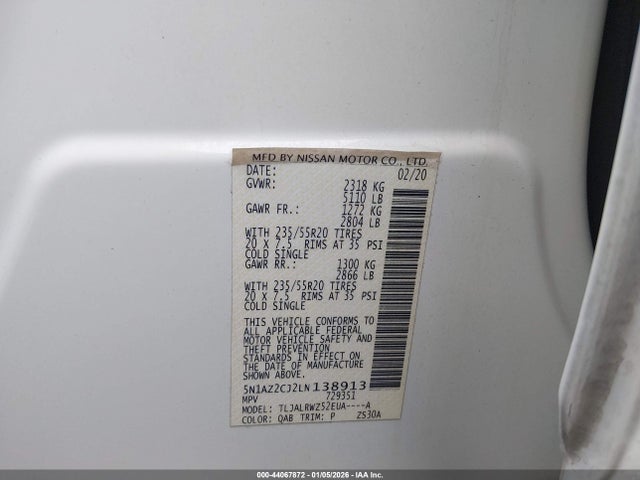 MFD BY NISSAN MOTOR CO., LTD.
DATE: 02/20
GVWR: 2318 KG
5110 LB
GAWR FR.: 1272 KG
2804 LB
WITH 235/55R20 TIRES
20 X 7.5 RIMS AT 35 PSI
COLD SINGLE
GAWR RR.: 1300 KG
2866 LB
WITH 235/55R20 TIRES
20 X 7.5 RIMS AT 35 PSI
COLD SINGLE
THIS VEHICLE CONFORMS TO
ALL APPLICABLE FEDERAL
MOTOR VEHICLE SAFETY AND
THEFT PREVENTION
STANDARDS IN EFFECT ON
THE DATE OF MANUFACTURE
SHOWN ABOVE.
5N1AZ2CJ2LN138913
MPV 729351
MODEL: TLJALRWZ52EUA----A
COLOR: QAB TRIM: P ZS30A
000-44067872 - 01/05/2026 - IAA Inc.